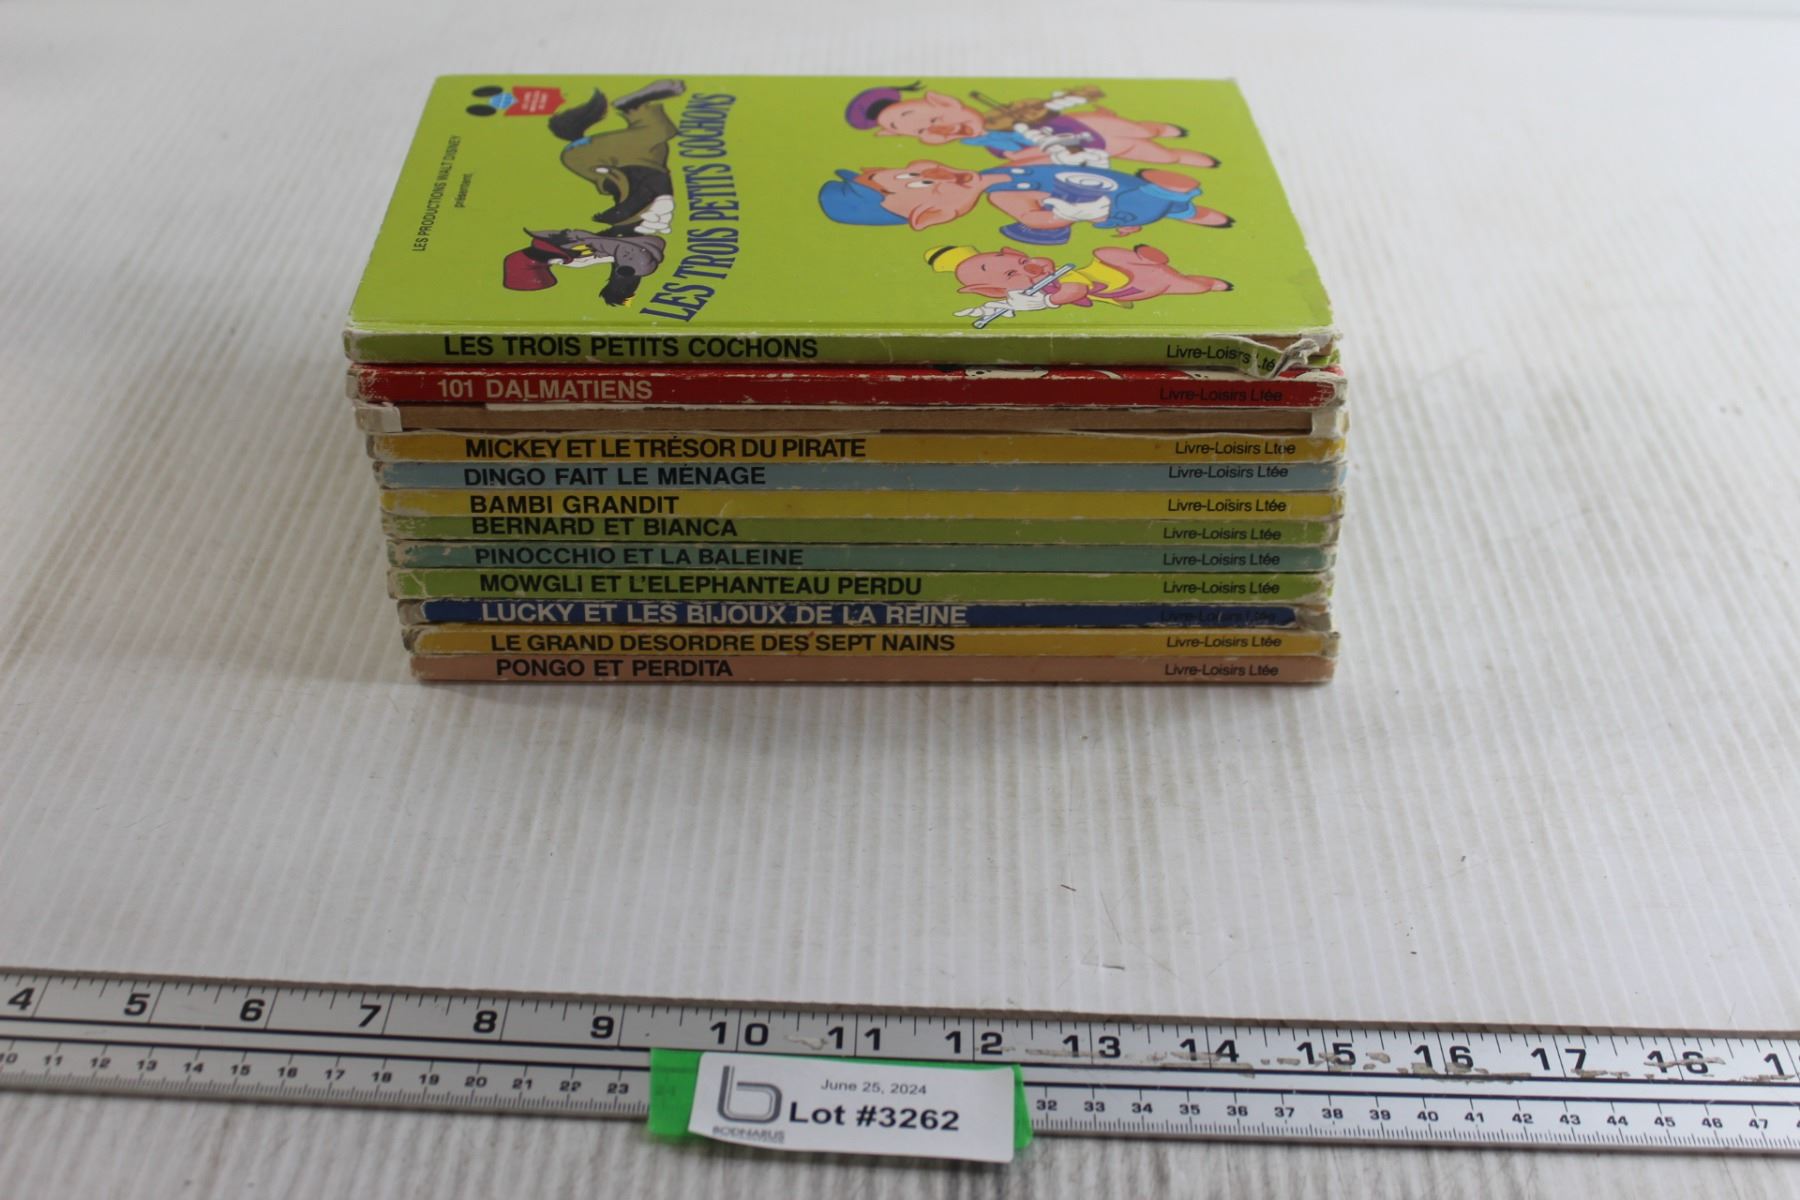 LES PRODUCTIONS WALT DISNEY
présentent
LES TROIS PETITS COCHONS
LES TROIS PETITS COCHONS Livre-Loisirs Ltée
101 DALMATIENS Livre-Loisirs Ltée
MICKEY ET LE TRÉSOR DU PIRATE Livre-Loisirs Ltée
DINGO FAIT LE MÉNAGE Livre-Loisirs Ltée
BAMBI GRANDIT Livre-Loisirs Ltée
BERNARD ET BIANCA Livre-Loisirs Ltée
PINOCCHIO ET LA BALEINE Livre-Loisirs Ltée
MOWGLI ET L'ELEPHANTEAU PERDU Livre-Loisirs Ltée
LUCKY ET LES BIJOUX DE LA REINE Livre-Loisirs Ltée
LE GRAND DESORDRE DES SEPT NAINS Livre-Loisirs Ltée
PONGO ET PERDITA Livre-Loisirs Ltée
4 5 6 7 8 9 10 11 12 13 14 15 16 17 18
10 11 12 13 14 15 16 17 18 19 20 21 22 23 32 33 34 35 36 37 38 39 40 41 42 43 44 45 46 47
June 25, 2024
Lot #3262
BODNARUS